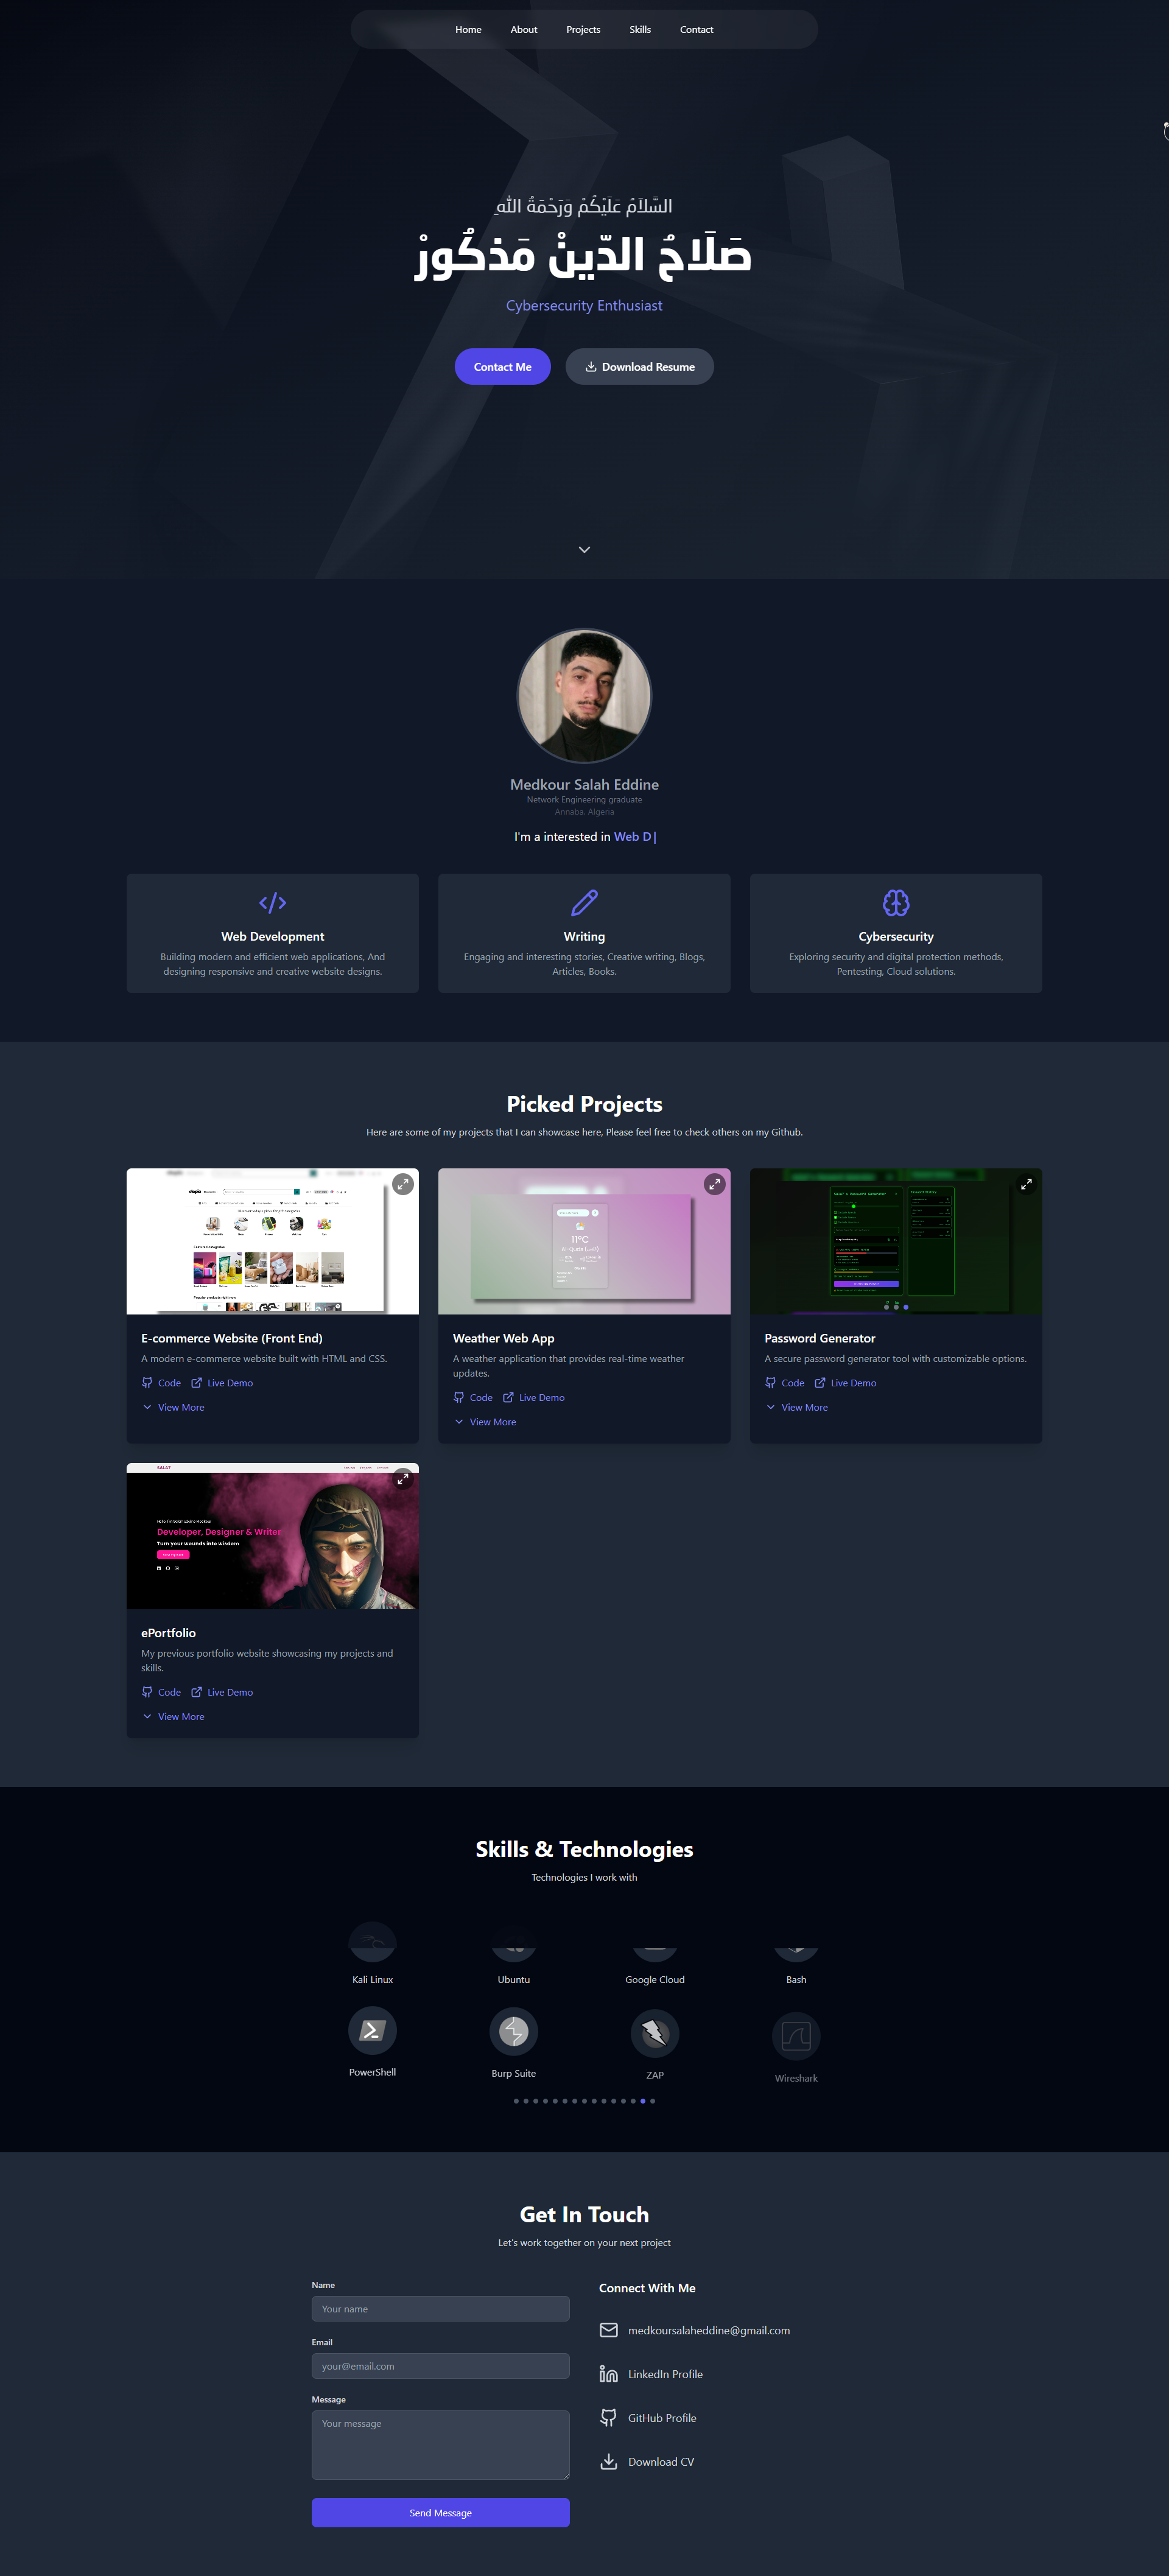 Home About Projects Skills Contact
السَّلَامُ عَلَيْكُمْ وَرَحْمَةُ اللهِ
صَلَاحُ الدّينْ مَذكُورْ
Cybersecurity Enthusiast
Contact Me Download Resume
Medkour Salah Eddine
Network Engineering graduate
Annaba, Algeria
I'm a interested in Web D|
Web Development
Building modern and efficient web applications, And
designing responsive and creative website designs.
Writing
Engaging and interesting stories, Creative writing, Blogs,
Articles, Books.
Cybersecurity
Exploring security and digital protection methods,
Pentesting, Cloud solutions.
Picked Projects
Here are some of my projects that I can showcase here, Please feel free to check others on my Github.
11°C
E-commerce Website (Front End)
A modern e-commerce website built with HTML and CSS.
Code Live Demo
View More
Weather Web App
A weather application that provides real-time weather
updates.
Code Live Demo
View More
Password Generator
A secure password generator tool with customizable options.
Code Live Demo
View More
Developer, Designer & Writer
Turn your wounds into wisdom
ePortfolio
My previous portfolio website showcasing my projects and
skills.
Code Live Demo
View More
Skills & Technologies
Technologies I work with
Kali Linux Ubuntu Google Cloud Bash
PowerShell Burp Suite ZAP Wireshark
Get In Touch
Let's work together on your next project
Name
Your name
Email
your@email.com
Message
Your message
Send Message
Connect With Me
medkoursalaheddine@gmail.com
LinkedIn Profile
GitHub Profile
Download CV